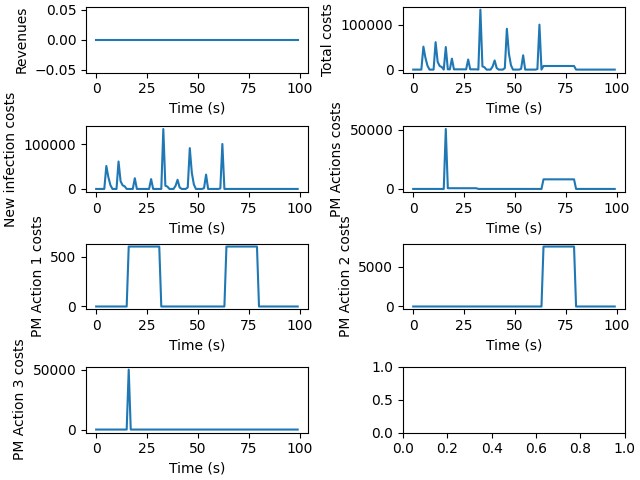 Revenues
0.05
0.00
−0.05
0 25 50 75 100
Time (s)
Total costs
100000
0
0 25 50 75 100
Time (s)
New infection costs
100000
0
0 25 50 75 100
Time (s)
PM Actions costs
50000
0
0 25 50 75 100
Time (s)
PM Action 1 costs
500
0
0 25 50 75 100
Time (s)
PM Action 2 costs
5000
0
0 25 50 75 100
Time (s)
PM Action 3 costs
50000
0
0 25 50 75 100
Time (s)
1.0
0.5
0.0
0.0 0.2 0.4 0.6 0.8 1.0